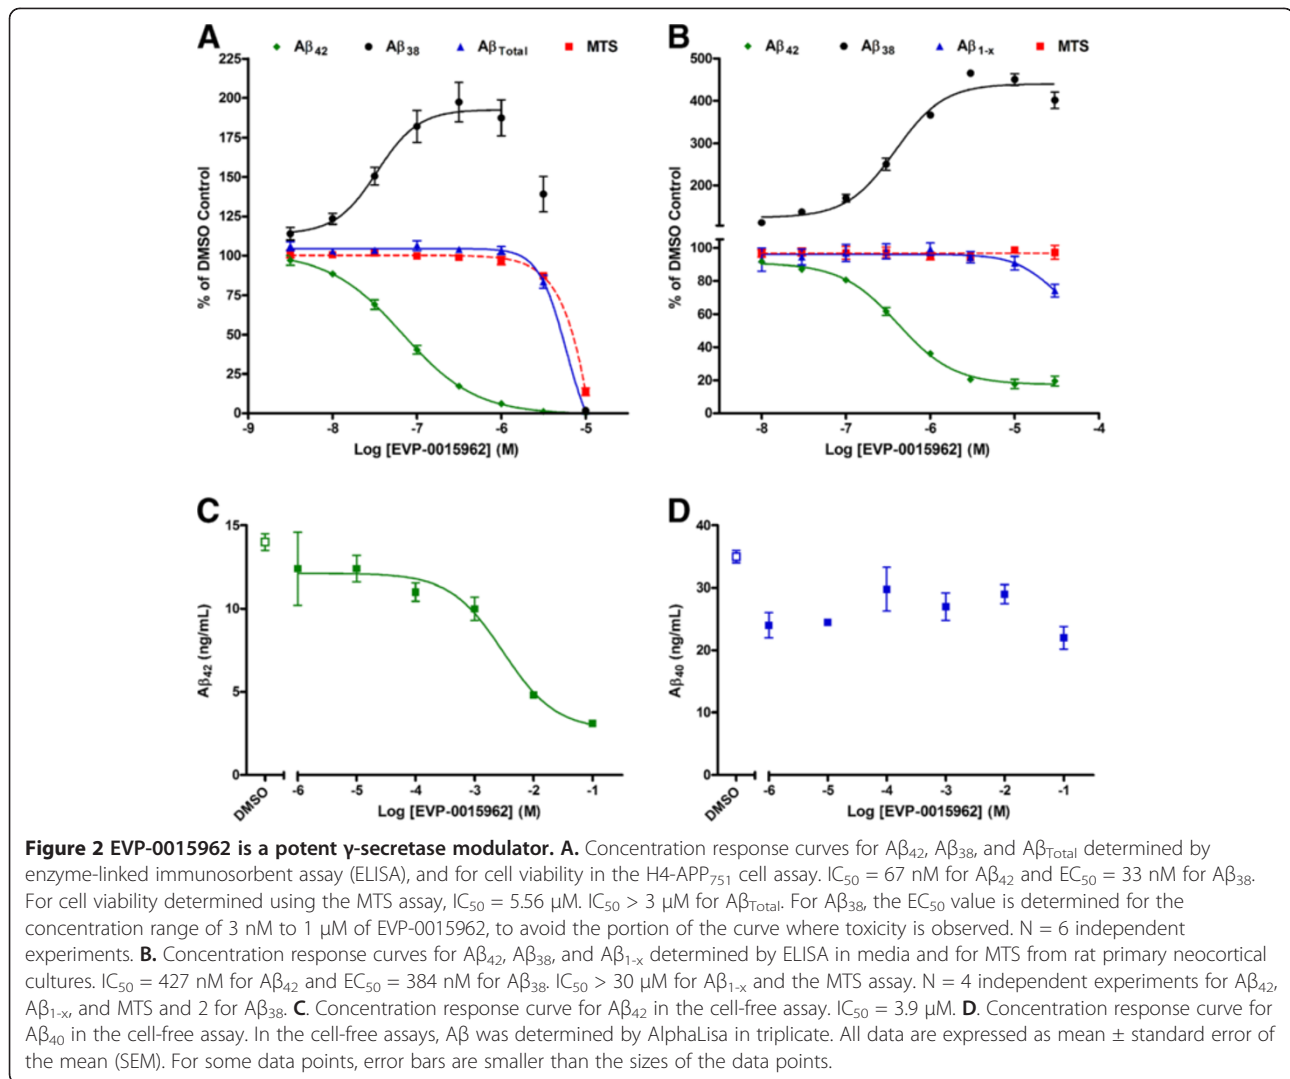 A
Aβ42 Aβ38 AβTotal MTS
225
200
175
150
125
100
75
50
25
0
% of DMSO Control
-9 -8 -7 -6 -5
Log [EVP-0015962] (M)
B
Aβ42 Aβ38 Aβ1-x MTS
500
400
300
200
100
80
60
40
20
0
% of DMSO Control
-8 -7 -6 -5 -4
Log [EVP-0015962] (M)
C
15
10
5
0
Aβ42 (ng/mL)
DMSO -6 -5 -4 -3 -2 -1
Log [EVP-0015962] (M)
D
40
30
20
10
0
Aβ40 (ng/mL)
DMSO -6 -5 -4 -3 -2 -1
Log [EVP-0015962] (M)
Figure 2 EVP-0015962 is a potent γ-secretase modulator. A. Concentration response curves for Aβ42, Aβ38, and AβTotal determined by
enzyme-linked immunosorbent assay (ELISA), and for cell viability in the H4-APP751 cell assay. IC50 = 67 nM for Aβ42 and EC50 = 33 nM for Aβ38.
For cell viability determined using the MTS assay, IC50 = 5.56 μM. IC50 > 3 μM for AβTotal. For Aβ38, the EC50 value is determined for the
concentration range of 3 nM to 1 μM of EVP-0015962, to avoid the portion of the curve where toxicity is observed. N = 6 independent
experiments. B. Concentration response curves for Aβ42, Aβ38, and Aβ1-x determined by ELISA in media and for MTS from rat primary neocortical
cultures. IC50 = 427 nM for Aβ42 and EC50 = 384 nM for Aβ38. IC50 > 30 μM for Aβ1-x and the MTS assay. N = 4 independent experiments for Aβ42,
Aβ1-x, and MTS and 2 for Aβ38. C. Concentration response curve for Aβ42 in the cell-free assay. IC50 = 3.9 μM. D. Concentration response curve for
Aβ40 in the cell-free assay. In the cell-free assays, Aβ was determined by AlphaLisa in triplicate. All data are expressed as mean ± standard error of
the mean (SEM). For some data points, error bars are smaller than the sizes of the data points.